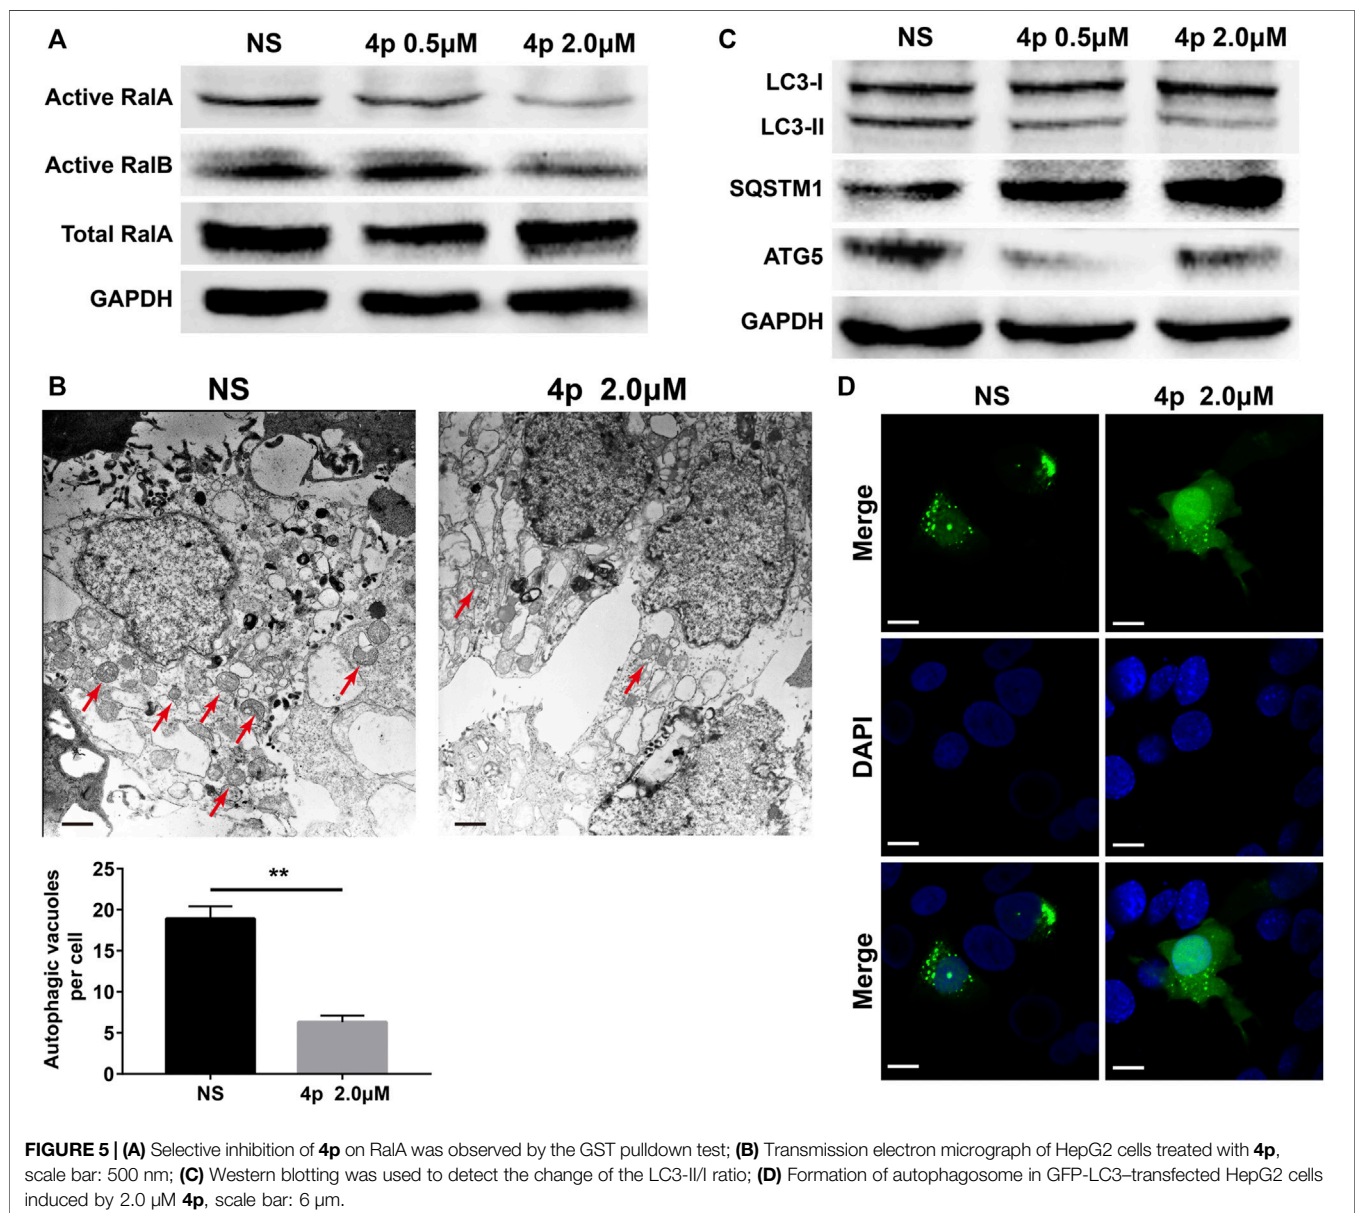 A
NS
4p 0.5µM
4p 2.0µM
Active RalA
Active RalB
Total RalA
GAPDH
C
NS
4p 0.5µM
4p 2.0µM
LC3-I
LC3-II
SQSTM1
ATG5
GAPDH
B
NS
4p 2.0µM
25
20
15
10
5
0
Autophagic vacuoles
per cell
**
NS
4p 2.0µM
D
NS
4p 2.0µM
Merge
DAPI
Merge
FIGURE 5 | (A) Selective inhibition of 4p on RalA was observed by the GST pulldown test; (B) Transmission electron micrograph of HepG2 cells treated with 4p,
scale bar: 500 nm; (C) Western blotting was used to detect the change of the LC3-II/I ratio; (D) Formation of autophagosome in GFP-LC3–transfected HepG2 cells
induced by 2.0 µM 4p, scale bar: 6 µm.